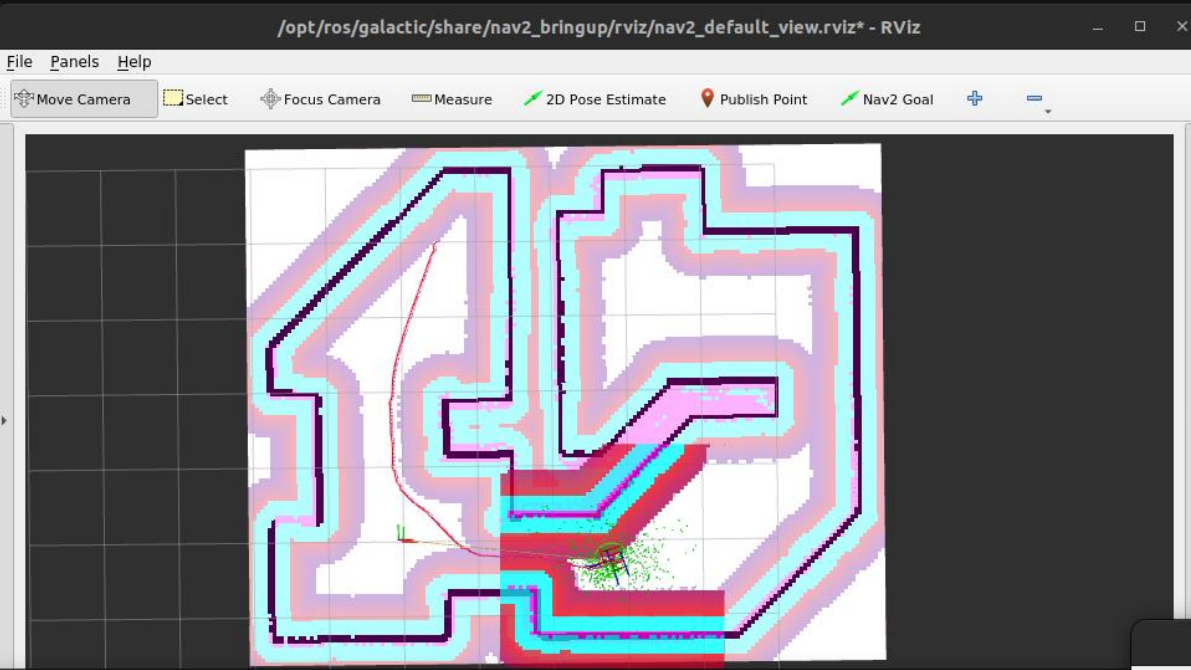 /opt/ros/galactic/share/nav2_bringup/rviz/nav2_default_view.rviz* - RViz
File Panels Help
Move Camera Select Focus Camera Measure 2D Pose Estimate Publish Point Nav2 Goal